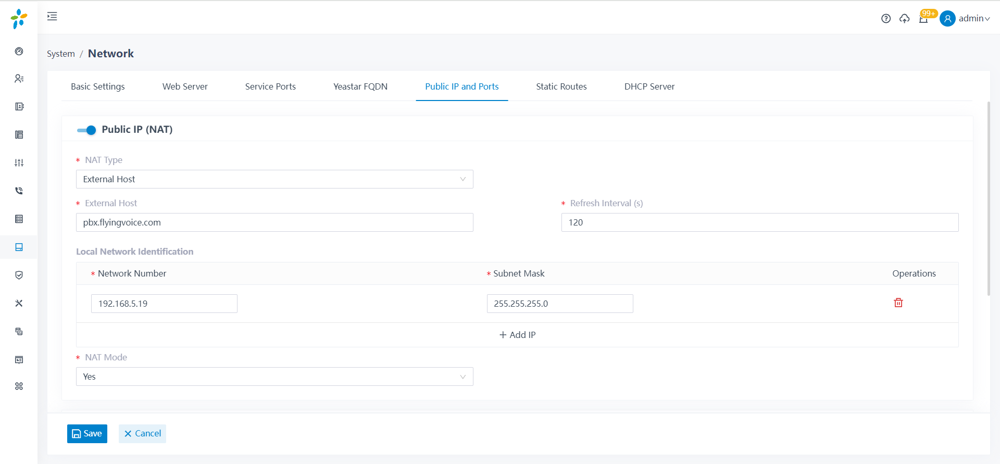 99+
admin
System / Network
Basic Settings
Web Server
Service Ports
Yeastar FQDN
Public IP and Ports
Static Routes
DHCP Server
Public IP (NAT)
* NAT Type
External Host
* External Host
* Refresh Interval (s)
pbx.flyingvoice.com
120
Local Network Identification
* Network Number
* Subnet Mask
Operations
192.168.5.19
255.255.255.0
+ Add IP
* NAT Mode
Yes
Save
Cancel